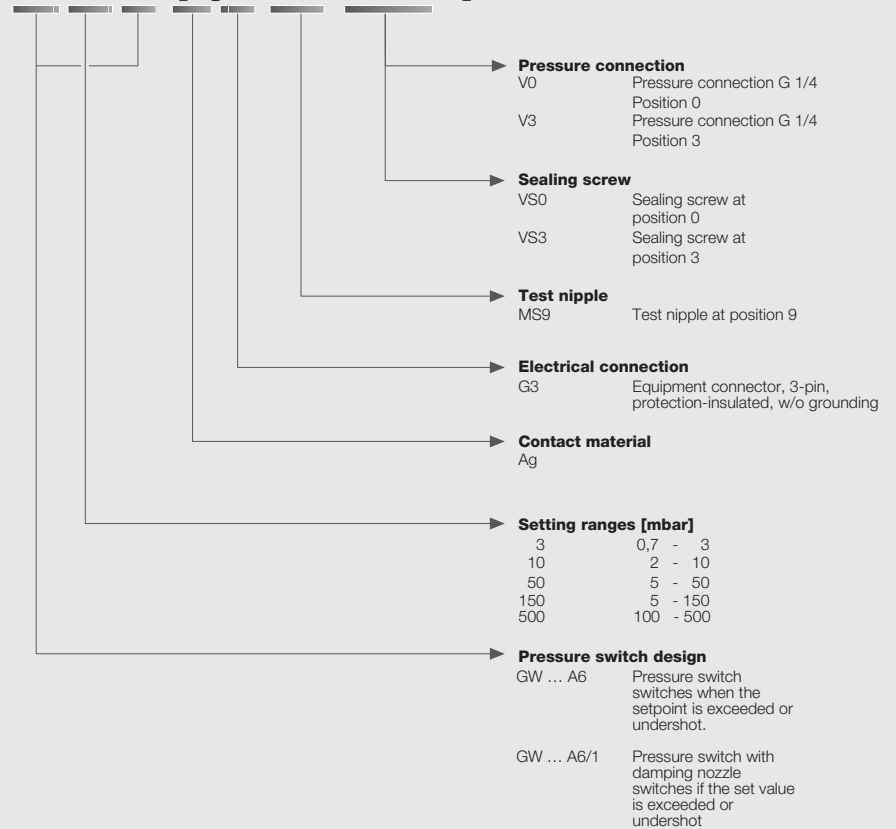 Pressure connection
V0 Pressure connection G 1/4
Position 0
V3 Pressure connection G 1/4
Position 3
Sealing screw
VS0 Sealing screw at
position 0
VS3 Sealing screw at
position 3
Test nipple
MS9 Test nipple at position 9
Electrical connection
G3 Equipment connector, 3-pin,
protection-insulated, w/o grounding
Contact material
Ag
Setting ranges [mbar]
3 0,7 - 3
10 2 - 10
50 5 - 50
150 5 - 150
500 100 - 500
Pressure switch design
GW … A6 Pressure switch
switches when the
setpoint is exceeded or
undershot.
GW … A6/1 Pressure switch with
damping nozzle
switches if the set value
is exceeded or
undershot